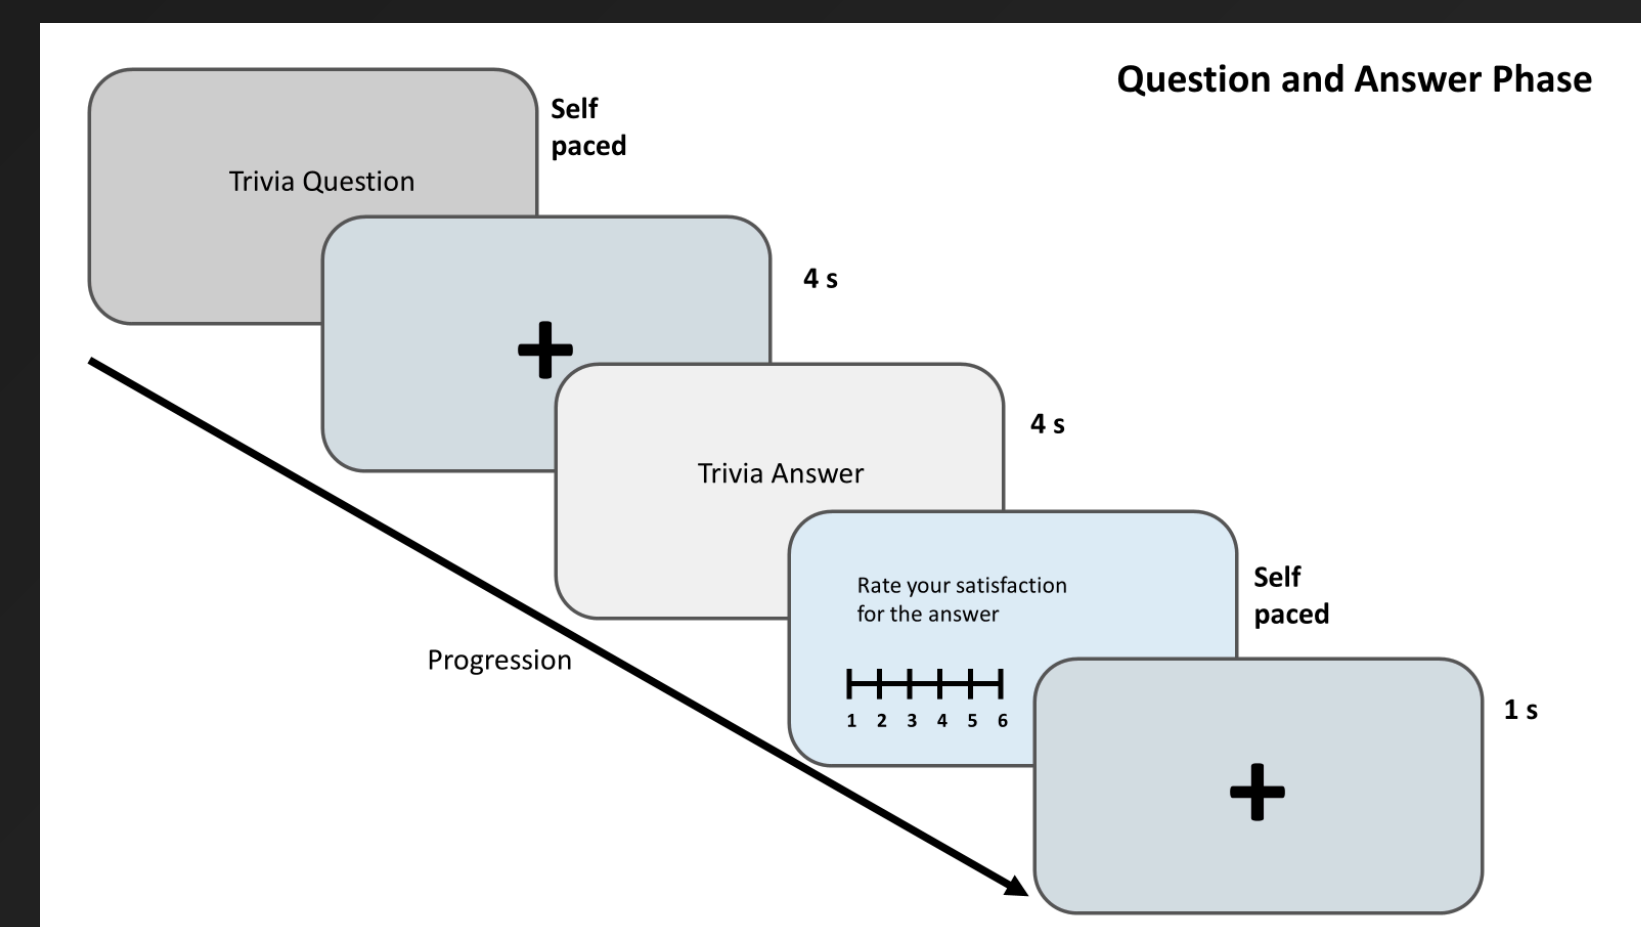 Question and Answer Phase
Trivia Question
Self
paced
4 s
Trivia Answer
4 s
Rate your satisfaction
for the answer
1 2 3 4 5 6
Self
paced
1 s
Progression